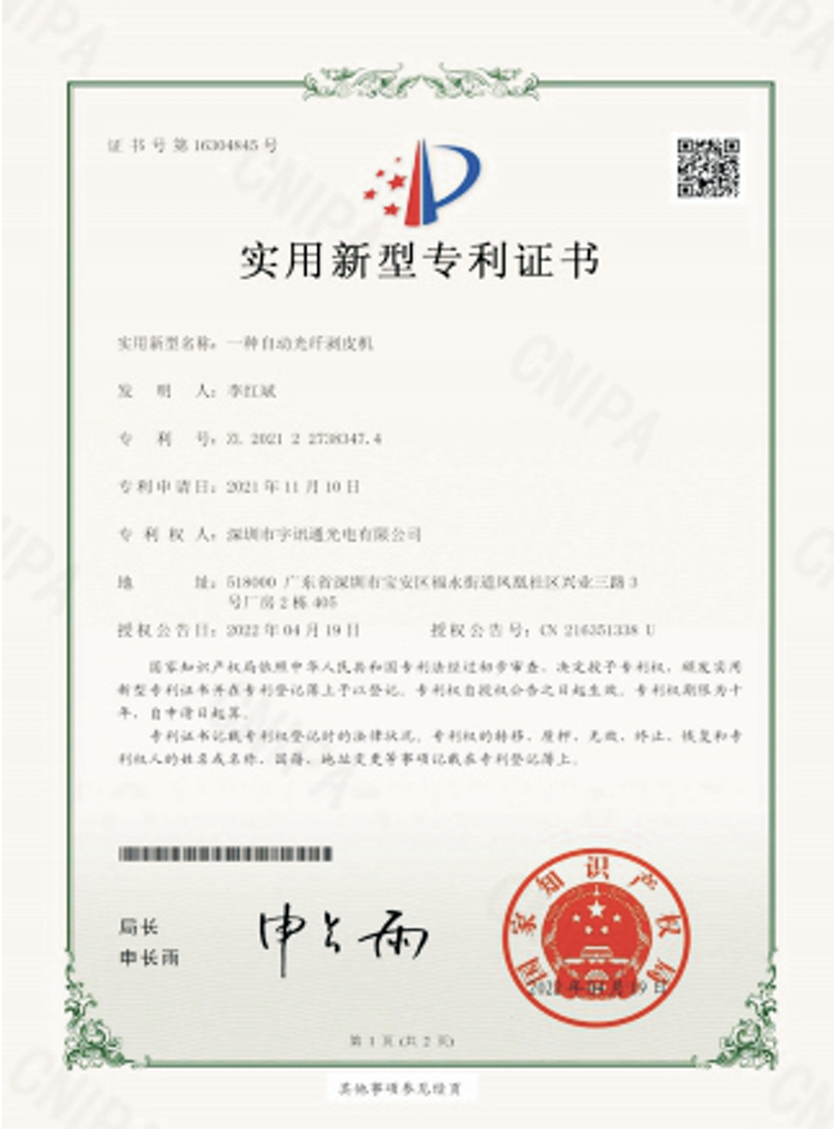 证书号第16304845号
实用新型专利证书
实用新型名称：一种自动光纤剥皮机
发明人：李红斌
专利号：ZL 2021 2 2738347.4
专利申请日：2021年11月10日
专利权人：深圳市宇讯通光电有限公司
地址：518000 广东省深圳市宝安区福永街道凤凰社区兴业三路3
号厂房2栋405
授权公告日：2022年04月19日 授权公告号：CN 216351338 U
国家知识产权局依照中华人民共和国专利法经过初步审查，决定授予专利权，颁发实用
新型专利证书并在专利登记簿上予以登记。专利权自授权公告之日起生效。专利权期限为十
年，自申请日起算。
专利证书记载专利权登记时的法律状况。专利权的转移、质押、无效、终止、恢复和专
利权人的姓名或名称、国籍、地址变更等事项记载在专利登记簿上。
局长
申长雨
申长雨
国家知识产权局
2022年04月19日
第 1 页 (共 2 页)
其他事项参见续页
CNIPA